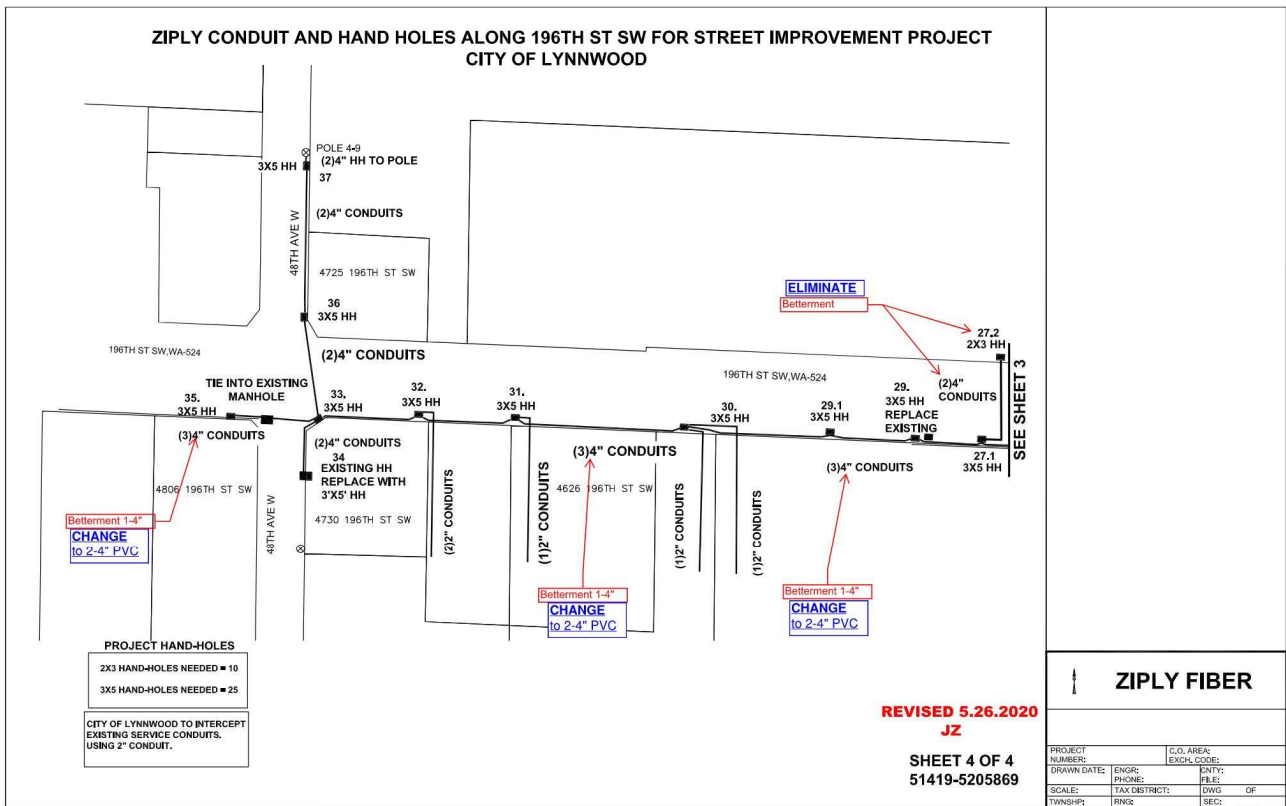 ZIPLY CONDUIT AND HAND HOLES ALONG 196TH ST SW FOR STREET IMPROVEMENT PROJECT
CITY OF LYNNWOOD
POLE 4-9
(2)4" HH TO POLE
3X5 HH
37
(2)4" CONDUITS
48TH AVE W
4725 196TH ST SW
36
3X5 HH
196TH ST SW,WA-524
(2)4" CONDUITS
ELIMINATE
Betterment
27.2
2X3 HH
196TH ST SW,WA-524
(2)4"
CONDUITS
SEE SHEET 3
TIE INTO EXISTING
MANHOLE
35.
3X5 HH
33.
3X5 HH
32.
3X5 HH
31.
3X5 HH
30.
3X5 HH
29.1
3X5 HH
29.
3X5 HH
REPLACE
EXISTING
27.1
3X5 HH
(3)4" CONDUITS
(2)4" CONDUITS
34
EXISTING HH
REPLACE WITH
3'X5' HH
(3)4" CONDUITS
(3)4" CONDUITS
4806 196TH ST SW
48TH AVE W
4730 196TH ST SW
(2)2" CONDUITS
(1)2" CONDUITS
4626 196TH ST SW
(1)2" CONDUITS
(1)2" CONDUITS
Betterment 1-4"
CHANGE
to 2-4" PVC
Betterment 1-4"
CHANGE
to 2-4" PVC
Betterment 1-4"
CHANGE
to 2-4" PVC
PROJECT HAND-HOLES
2X3 HAND-HOLES NEEDED = 10
3X5 HAND-HOLES NEEDED = 25
CITY OF LYNNWOOD TO INTERCEPT
EXISTING SERVICE CONDUITS.
USING 2" CONDUIT.
REVISED 5.26.2020
JZ
SHEET 4 OF 4
51419-5205869
ZIPLY FIBER
PROJECT
NUMBER:
C.O. AREA:
EXCH. CODE:
DRAWN DATE:
ENGR:
PHONE:
CNTY:
FILE:
SCALE:
TAX DISTRICT:
DWG OF
TWNSHP:
RNG:
SEC: